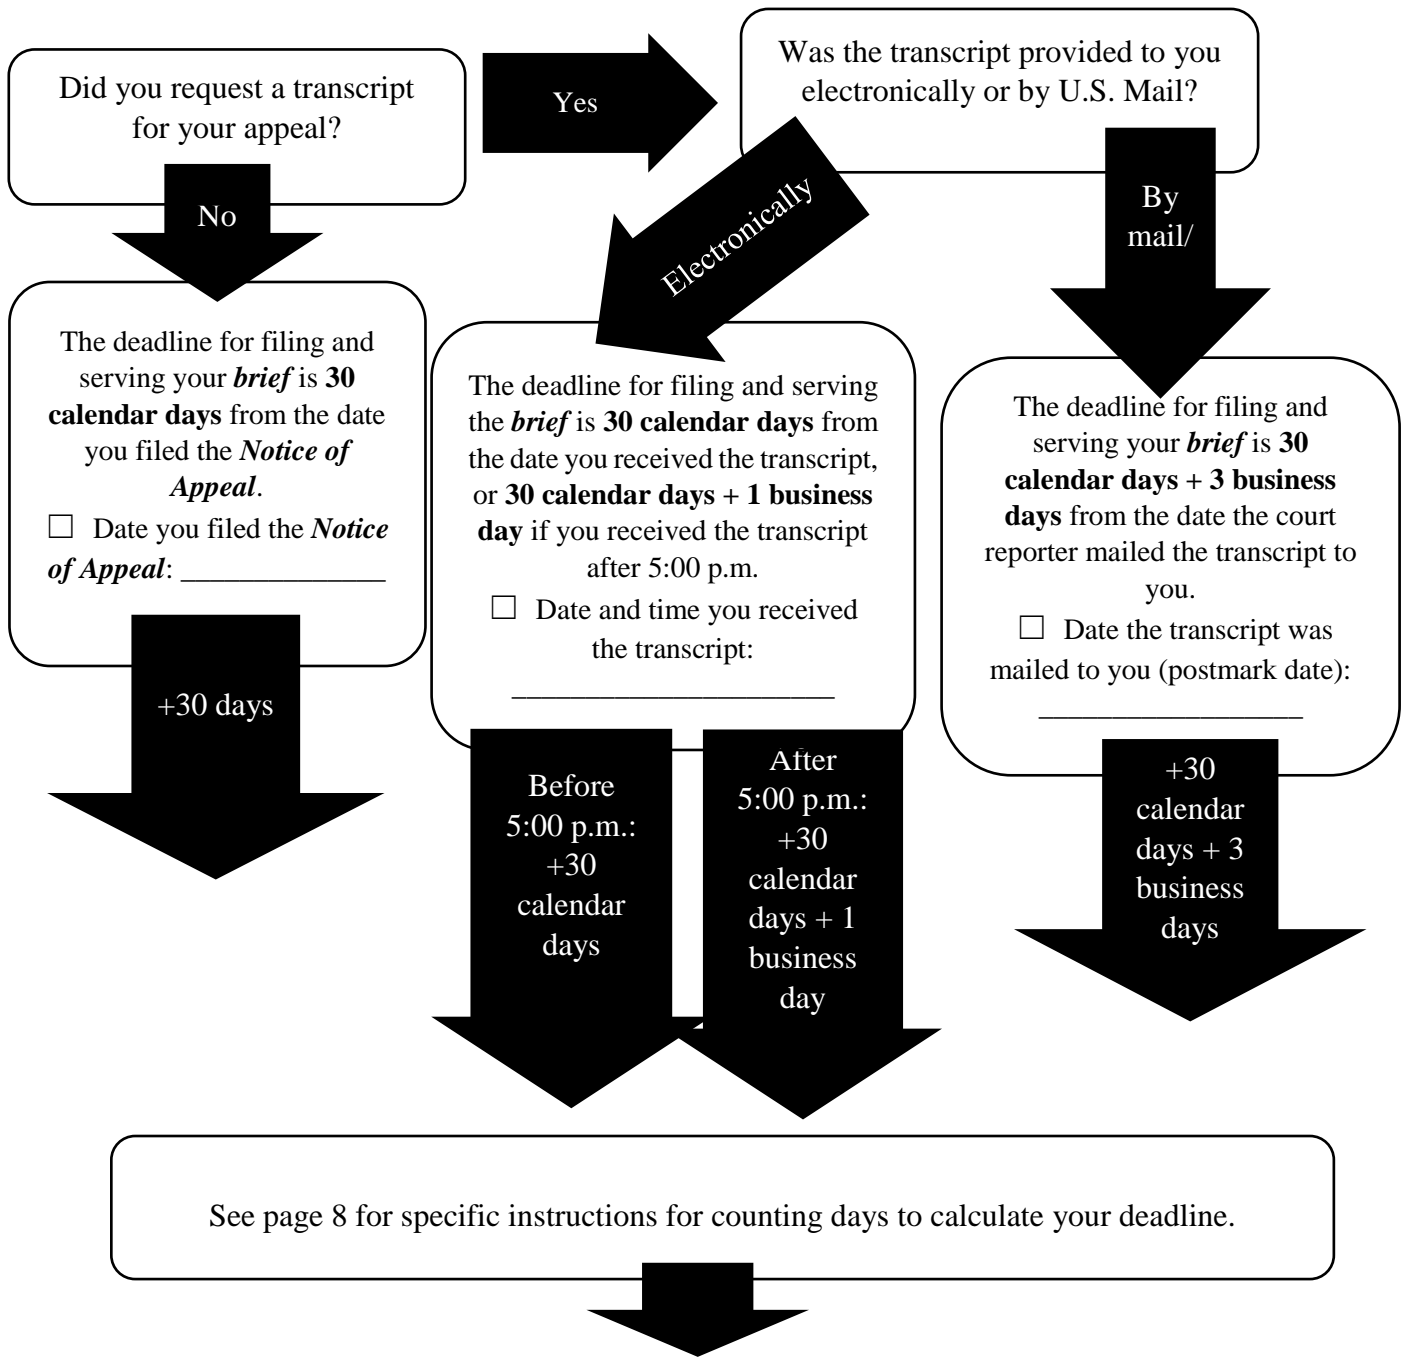 Did you request a transcript
for your appeal?
Yes
Was the transcript provided to you
electronically or by U.S. Mail?
No
Electronically
By
mail/
The deadline for filing and
serving your brief is 30
calendar days from the date
you filed the Notice of
Appeal.
☐ Date you filed the Notice
of Appeal: ______________
+30 days
The deadline for filing and serving
the brief is 30 calendar days from
the date you received the transcript,
or 30 calendar days + 1 business
day if you received the transcript
after 5:00 p.m.
☐ Date and time you received
the transcript:
______________________
Before
5:00 p.m.:
+30
calendar
days
After
5:00 p.m.:
+30
calendar
days + 1
business
day
The deadline for filing and
serving your brief is 30
calendar days + 3 business
days from the date the court
reporter mailed the transcript to
you.
☐ Date the transcript was
mailed to you (postmark date):
__________________
+30
calendar
days + 3
business
days
See page 8 for specific instructions for counting days to calculate your deadline.